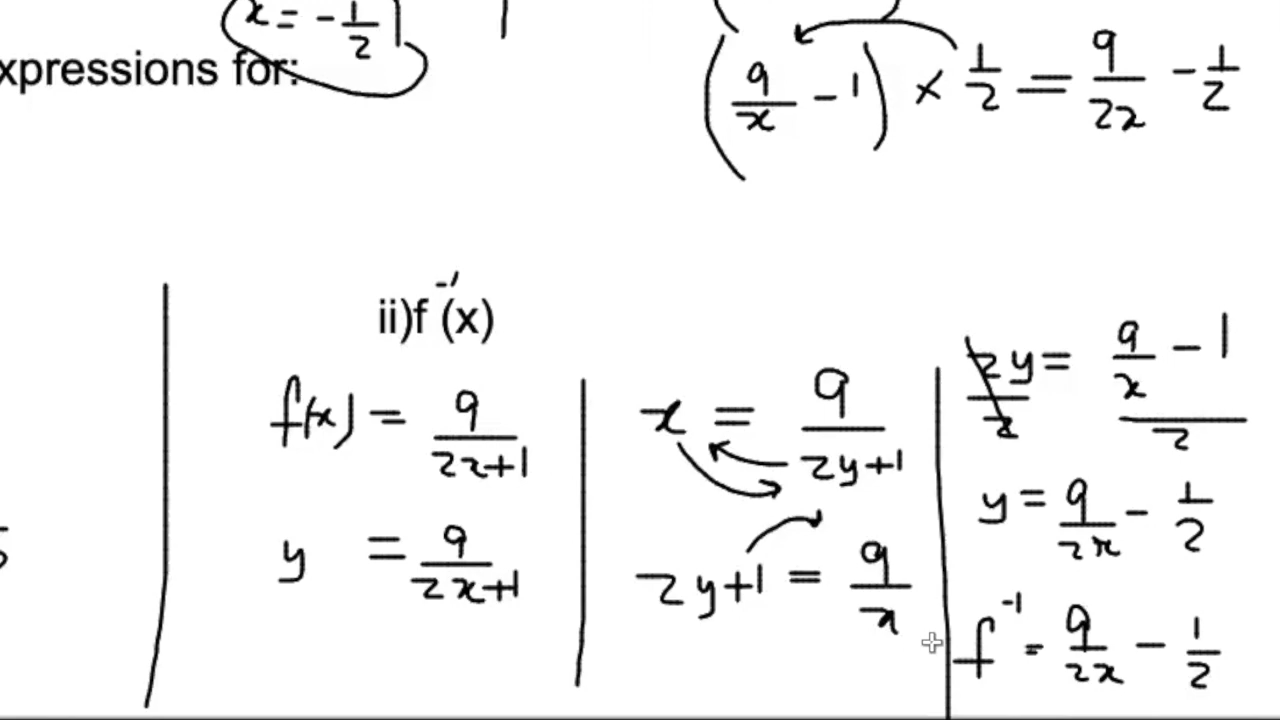 x = -1/2
xpressions for:
(9/x - 1) × 1/2 = 9/2x - 1/2
ii)f⁻¹(x)
f(x) = 9/2x+1
y = 9/2x+1
x = 9/2y+1
2y+1 = 9/x
2y/2 = (9/x - 1)/2
y = 9/2x - 1/2
f⁻¹ = 9/2x - 1/2